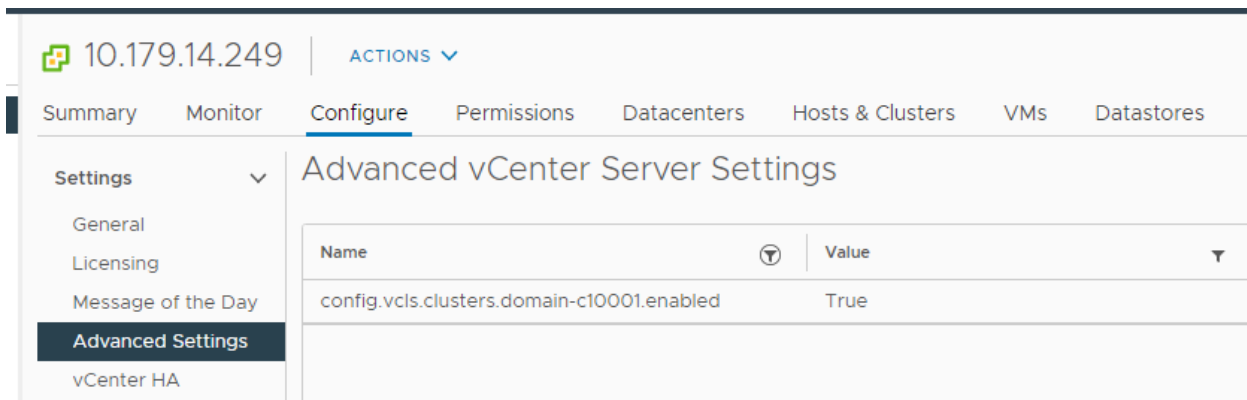 10.179.14.249 ACTIONS
Summary Monitor Configure Permissions Datacenters Hosts & Clusters VMs Datastores
Settings
General
Licensing
Message of the Day
Advanced Settings
vCenter HA
Advanced vCenter Server Settings
Name Value
config.vcls.clusters.domain-c10001.enabled True